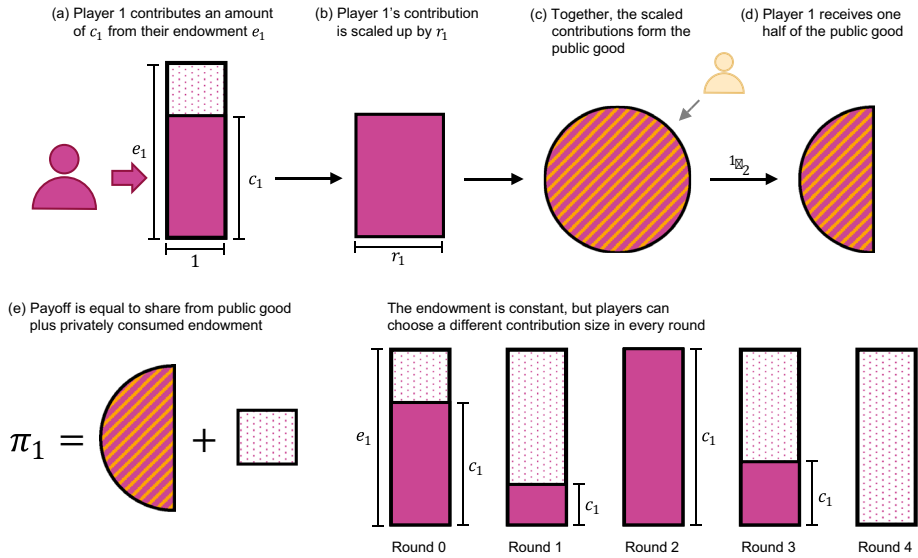 (a) Player 1 contributes an amount
of c₁ from their endowment e₁
(b) Player 1's contribution
is scaled up by r₁
(c) Together, the scaled
contributions form the
public good
(d) Player 1 receives one
half of the public good
e₁
c₁
1
r₁
1⍰2
(e) Payoff is equal to share from public good
plus privately consumed endowment
π₁ = +
The endowment is constant, but players can
choose a different contribution size in every round
e₁
c₁
c₁
c₁
c₁
Round 0
Round 1
Round 2
Round 3
Round 4